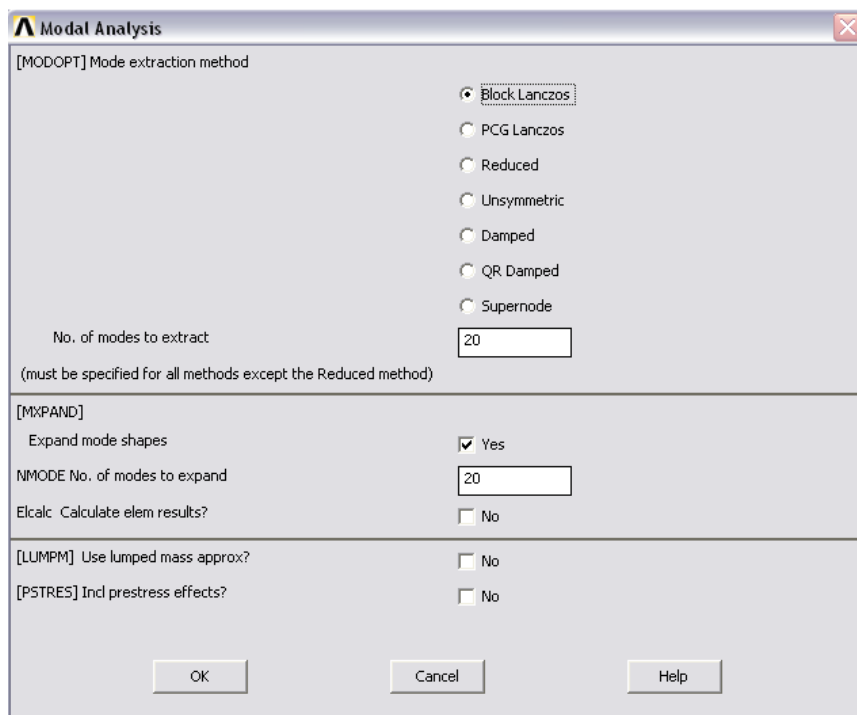 Modal Analysis
[MODOPT] Mode extraction method
Block Lanczos
PCG Lanczos
Reduced
Unsymmetric
Damped
QR Damped
Supernode
No. of modes to extract 20
(must be specified for all methods except the Reduced method)
[MXPAND]
Expand mode shapes Yes
NMODE No. of modes to expand 20
Elcalc Calculate elem results? No
[LUMPM] Use lumped mass approx? No
[PSTRES] Incl prestress effects? No
OK Cancel Help